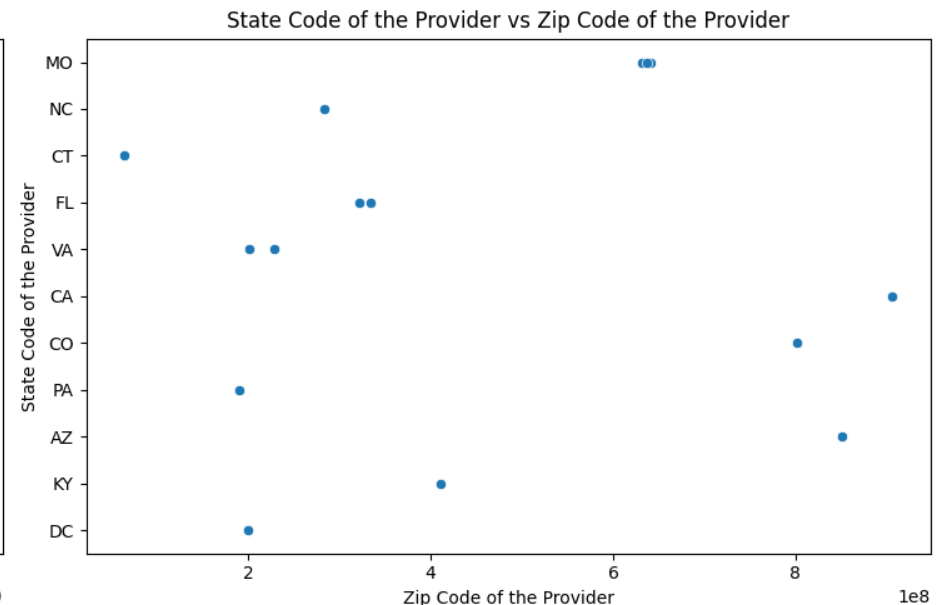 State Code of the Provider vs Zip Code of the Provider
State Code of the Provider
MO
NC
CT
FL
VA
CA
CO
PA
AZ
KY
DC
2 4 6 8
1e8
Zip Code of the Provider